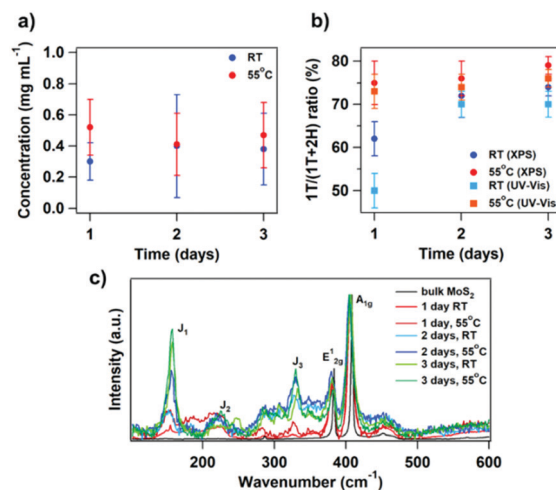 a)
Concentration (mg mL⁻¹)
1.0
0.8
0.6
0.4
0.2
0.0
RT
55°C
1 2 3
Time (days)
b)
1T/(1T+2H) ratio (%)
80
70
60
50
RT (XPS)
55°C (XPS)
RT (UV-Vis)
55°C (UV-Vis)
1 2 3
Time (days)
c)
Intensity (a.u.)
J₁
J₂
J₃
E¹₂g
A₁g
bulk MoS₂
1 day RT
1 day, 55°C
2 days, RT
2 days, 55°C
3 days, RT
3 days, 55°C
200 300 400 500 600
Wavenumber (cm⁻¹)